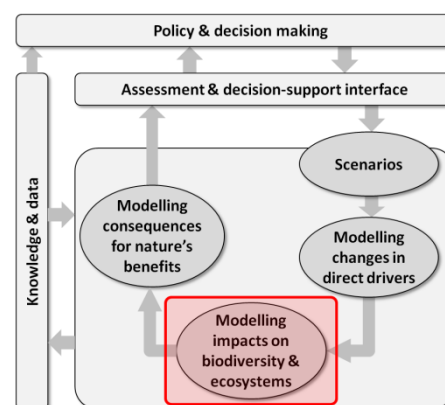 Policy & decision making
Assessment & decision-support interface
Knowledge & data
Scenarios
Modelling
consequences
for nature's
benefits
Modelling
changes in
direct drivers
Modelling
impacts on
biodiversity &
ecosystems